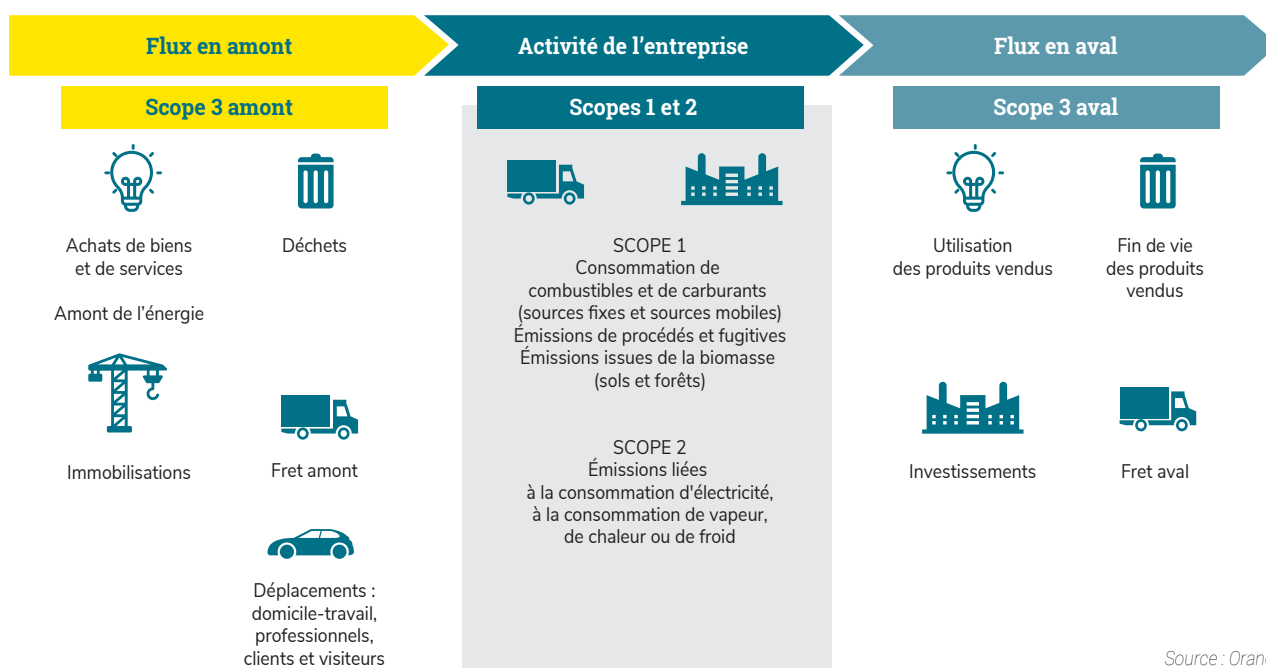 Flux en amont
Activité de l’entreprise
Flux en aval
Scope 3 amont
Scopes 1 et 2
Scope 3 aval
Achats de biens
et de services
Déchets
Amont de l’énergie
Immobilisations
Fret amont
Déplacements :
domicile-travail,
professionnels,
clients et visiteurs
SCOPE 1
Consommation de
combustibles et de carburants
(sources fixes et sources mobiles)
Émissions de procédés et fugitives
Émissions issues de la biomasse
(sols et forêts)
SCOPE 2
Émissions liées
à la consommation d'électricité,
à la consommation de vapeur,
de chaleur ou de froid
Utilisation
des produits vendus
Fin de vie
des produits
vendus
Investissements
Fret aval
Source :